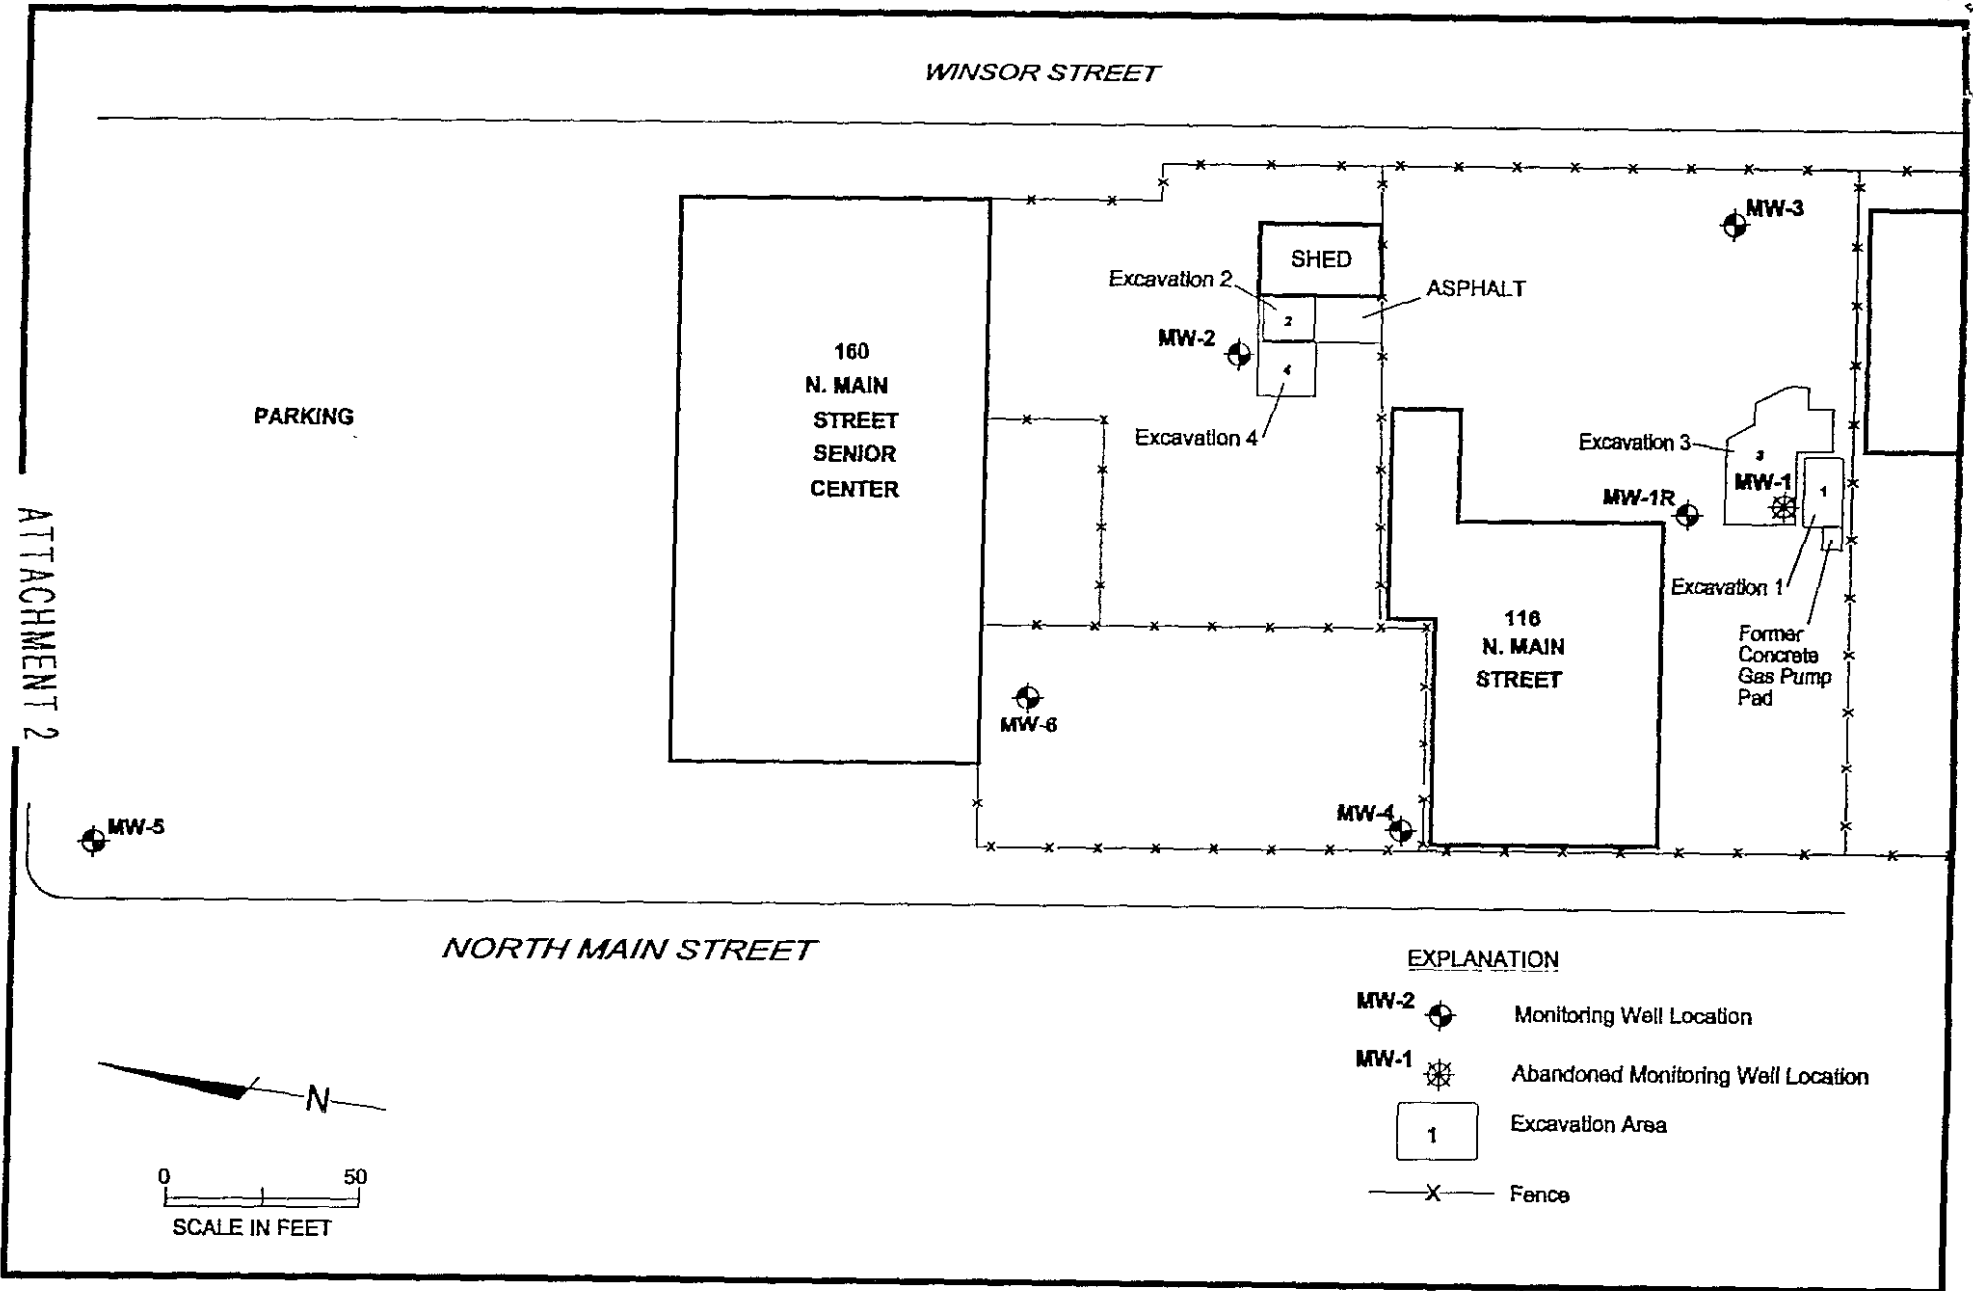 WINSOR STREET
MW-3
SHED
Excavation 2
ASPHALT
2
MW-2
160
N. MAIN
STREET
SENIOR
CENTER
4
PARKING
Excavation 4
Excavation 3
3
MW-1
1
MW-1R
ATTACHMENT 2
Excavation 1
116
N. MAIN
STREET
Former
Concrete
Gas Pump
Pad
MW-6
MW-4
MW-5
NORTH MAIN STREET
EXPLANATION
MW-2
Monitoring Well Location
MW-1
Abandoned Monitoring Well Location
1
Excavation Area
X
Fence
N
0 50
SCALE IN FEET